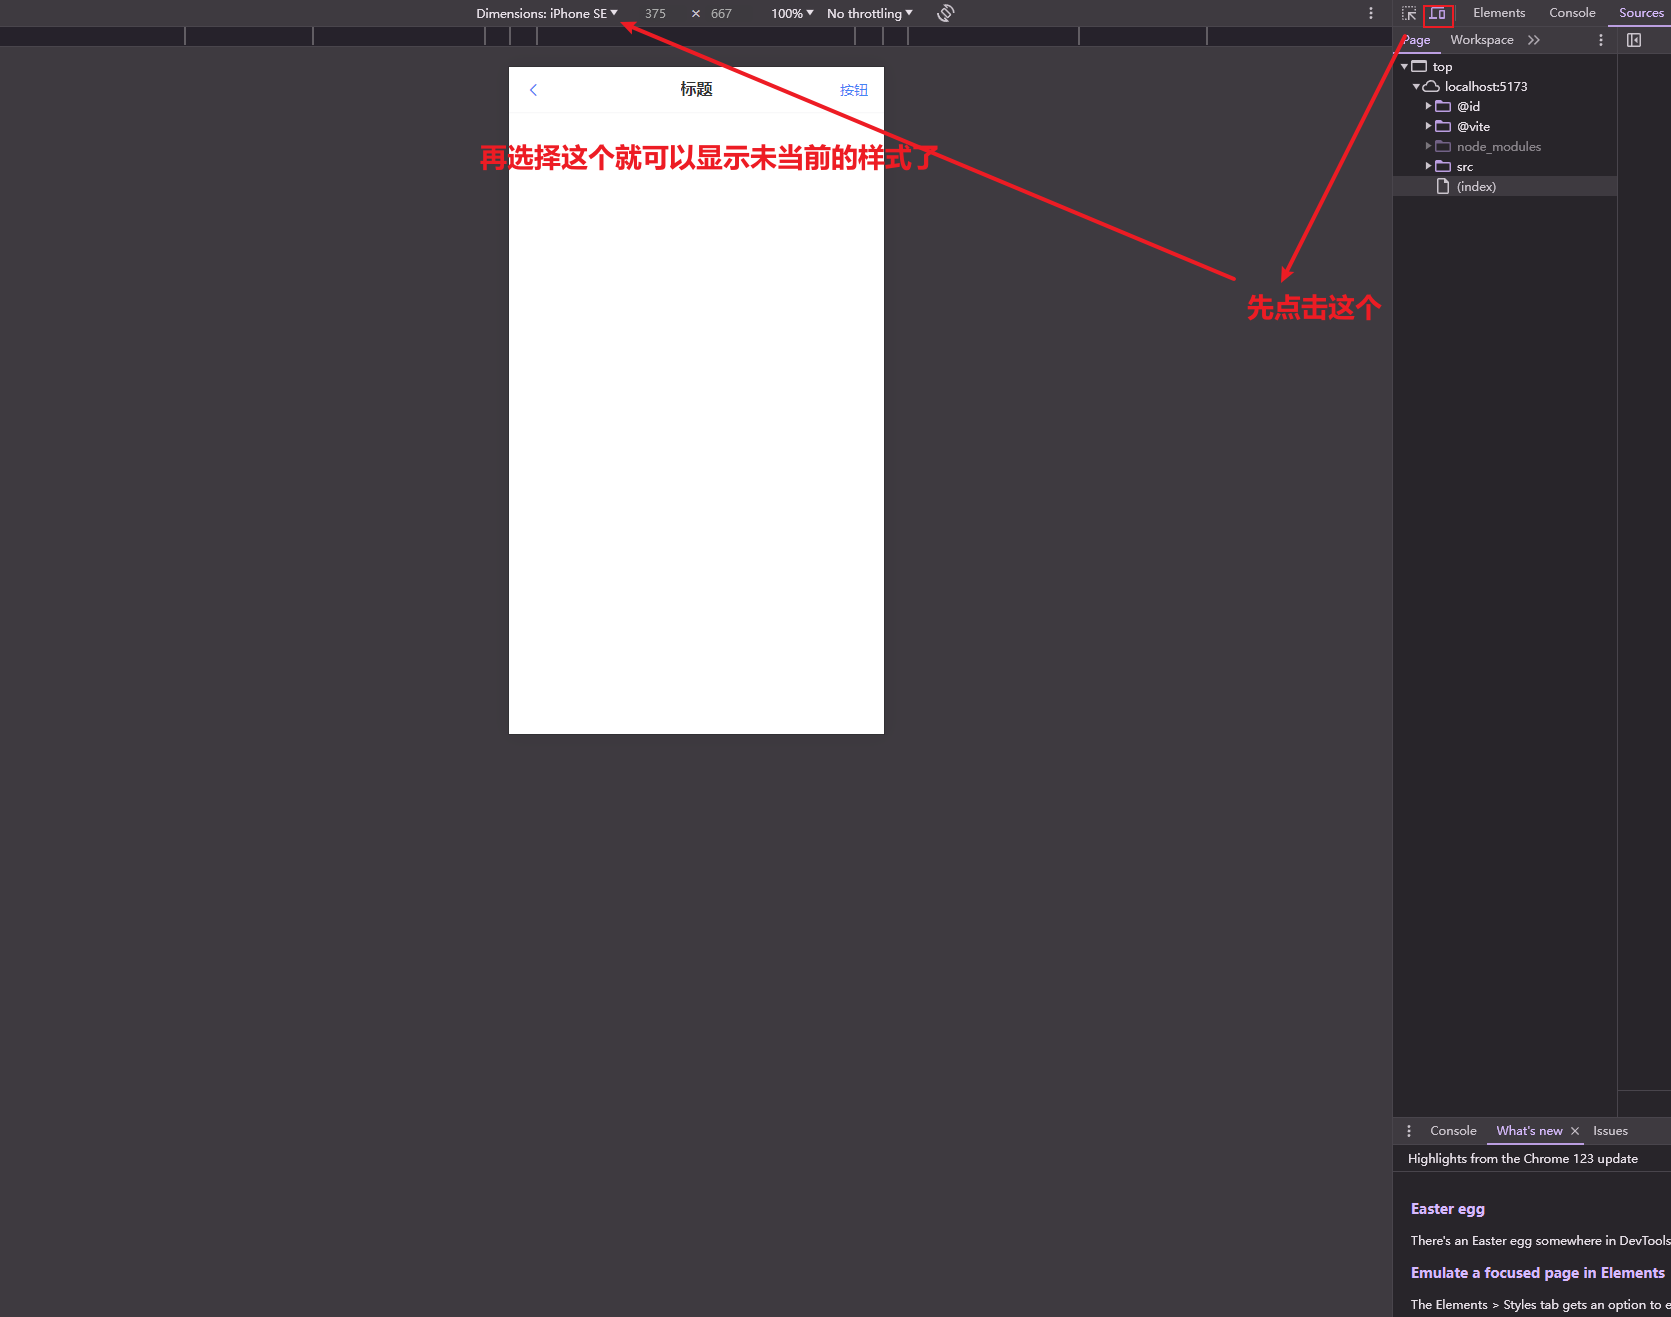 Dimensions: iPhone SE 375 × 667 100% No throttling
Elements Console Sources
Page Workspace
top
localhost:5173
@id
@vite
node_modules
src
(index)
标题 按钮
再选择这个就可以显示未当前的样式了
先点击这个
Console What's new × Issues
Highlights from the Chrome 123 update
Easter egg
There's an Easter egg somewhere in DevTools
Emulate a focused page in Elements
The Elements > Styles tab gets an option to e